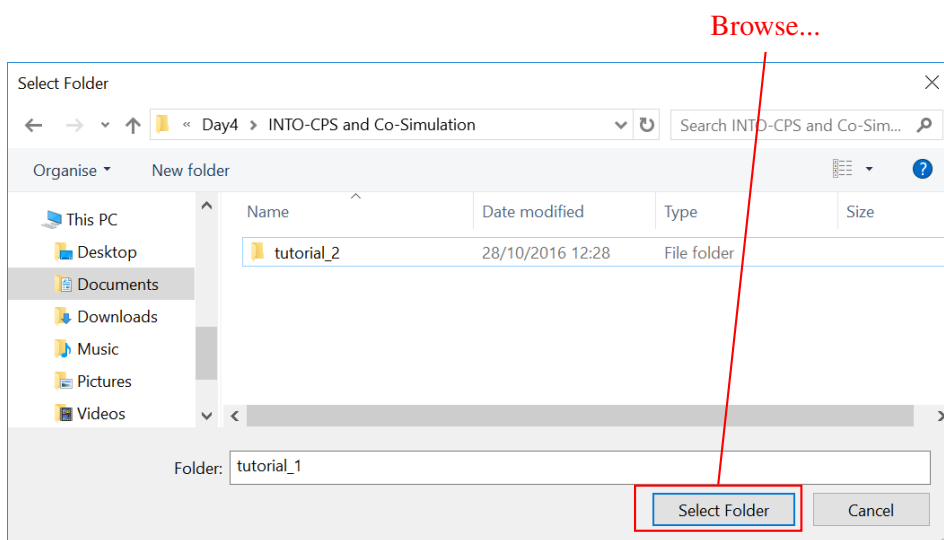 Browse...
Select Folder
« Day4 > INTO-CPS and Co-Simulation
Search INTO-CPS and Co-Sim...
Organise New folder
Name Date modified Type Size
This PC
tutorial_2 28/10/2016 12:28 File folder
Desktop
Documents
Downloads
Music
Pictures
Videos
Folder: tutorial_1
Select Folder Cancel